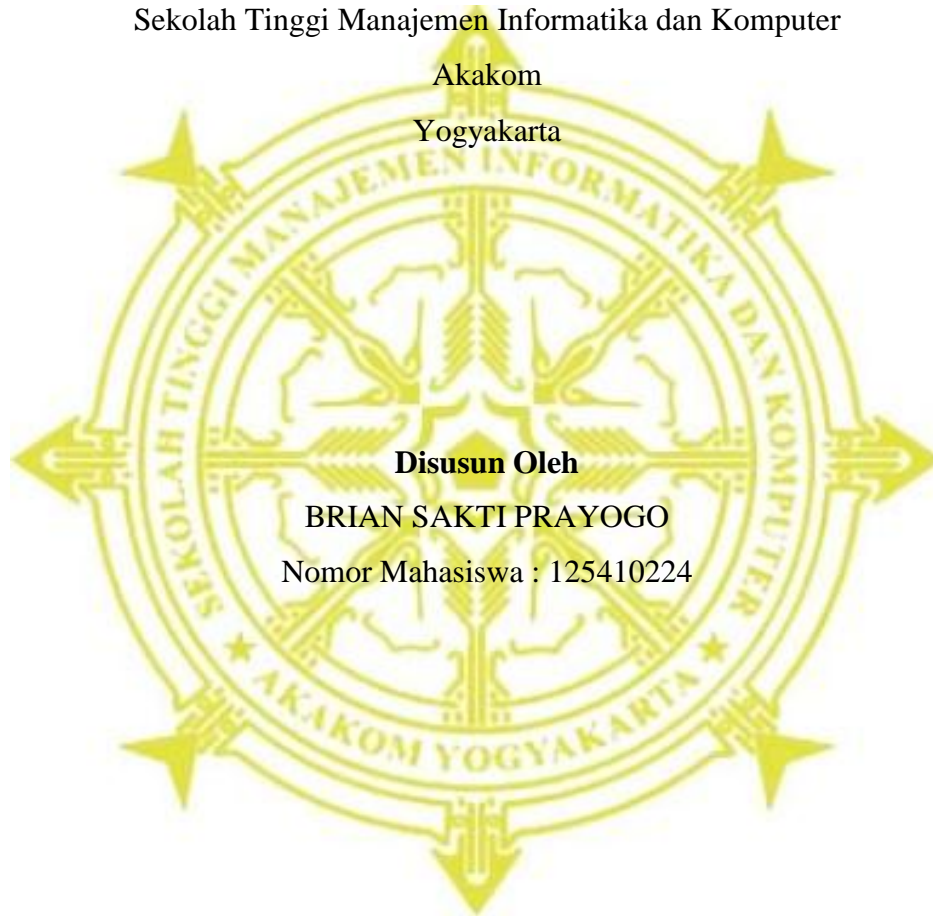 Sekolah Tinggi Manajemen Informatika dan Komputer
Akakom
Yogyakarta
SEKOLAH TINGGI MANAJEMEN INFORMATIKA DAN KOMPUTER
★ AKAKOM YOGYAKARTA ★
Disusun Oleh
BRIAN SAKTI PRAYOGO
Nomor Mahasiswa : 125410224